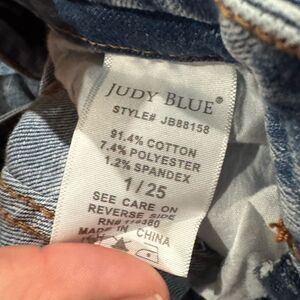 JUDY BLUE®
STYLE# JB88158
91.4% COTTON
7.4% POLYESTER
1.2% SPANDEX
1 / 25
SEE CARE ON
REVERSE SIDE
MADE IN CHINA